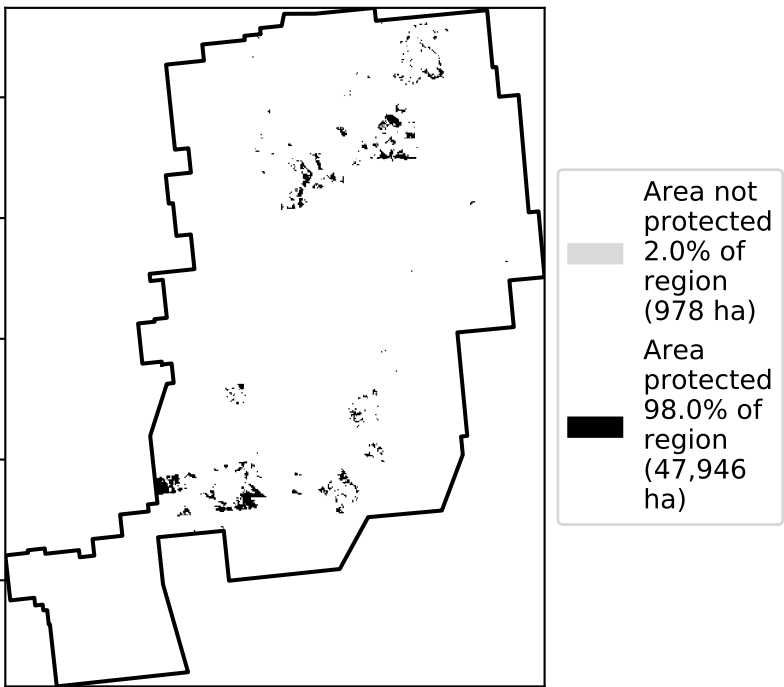 Area not
protected
2.0% of
region
(978 ha)
Area
protected
98.0% of
region
(47,946
ha)